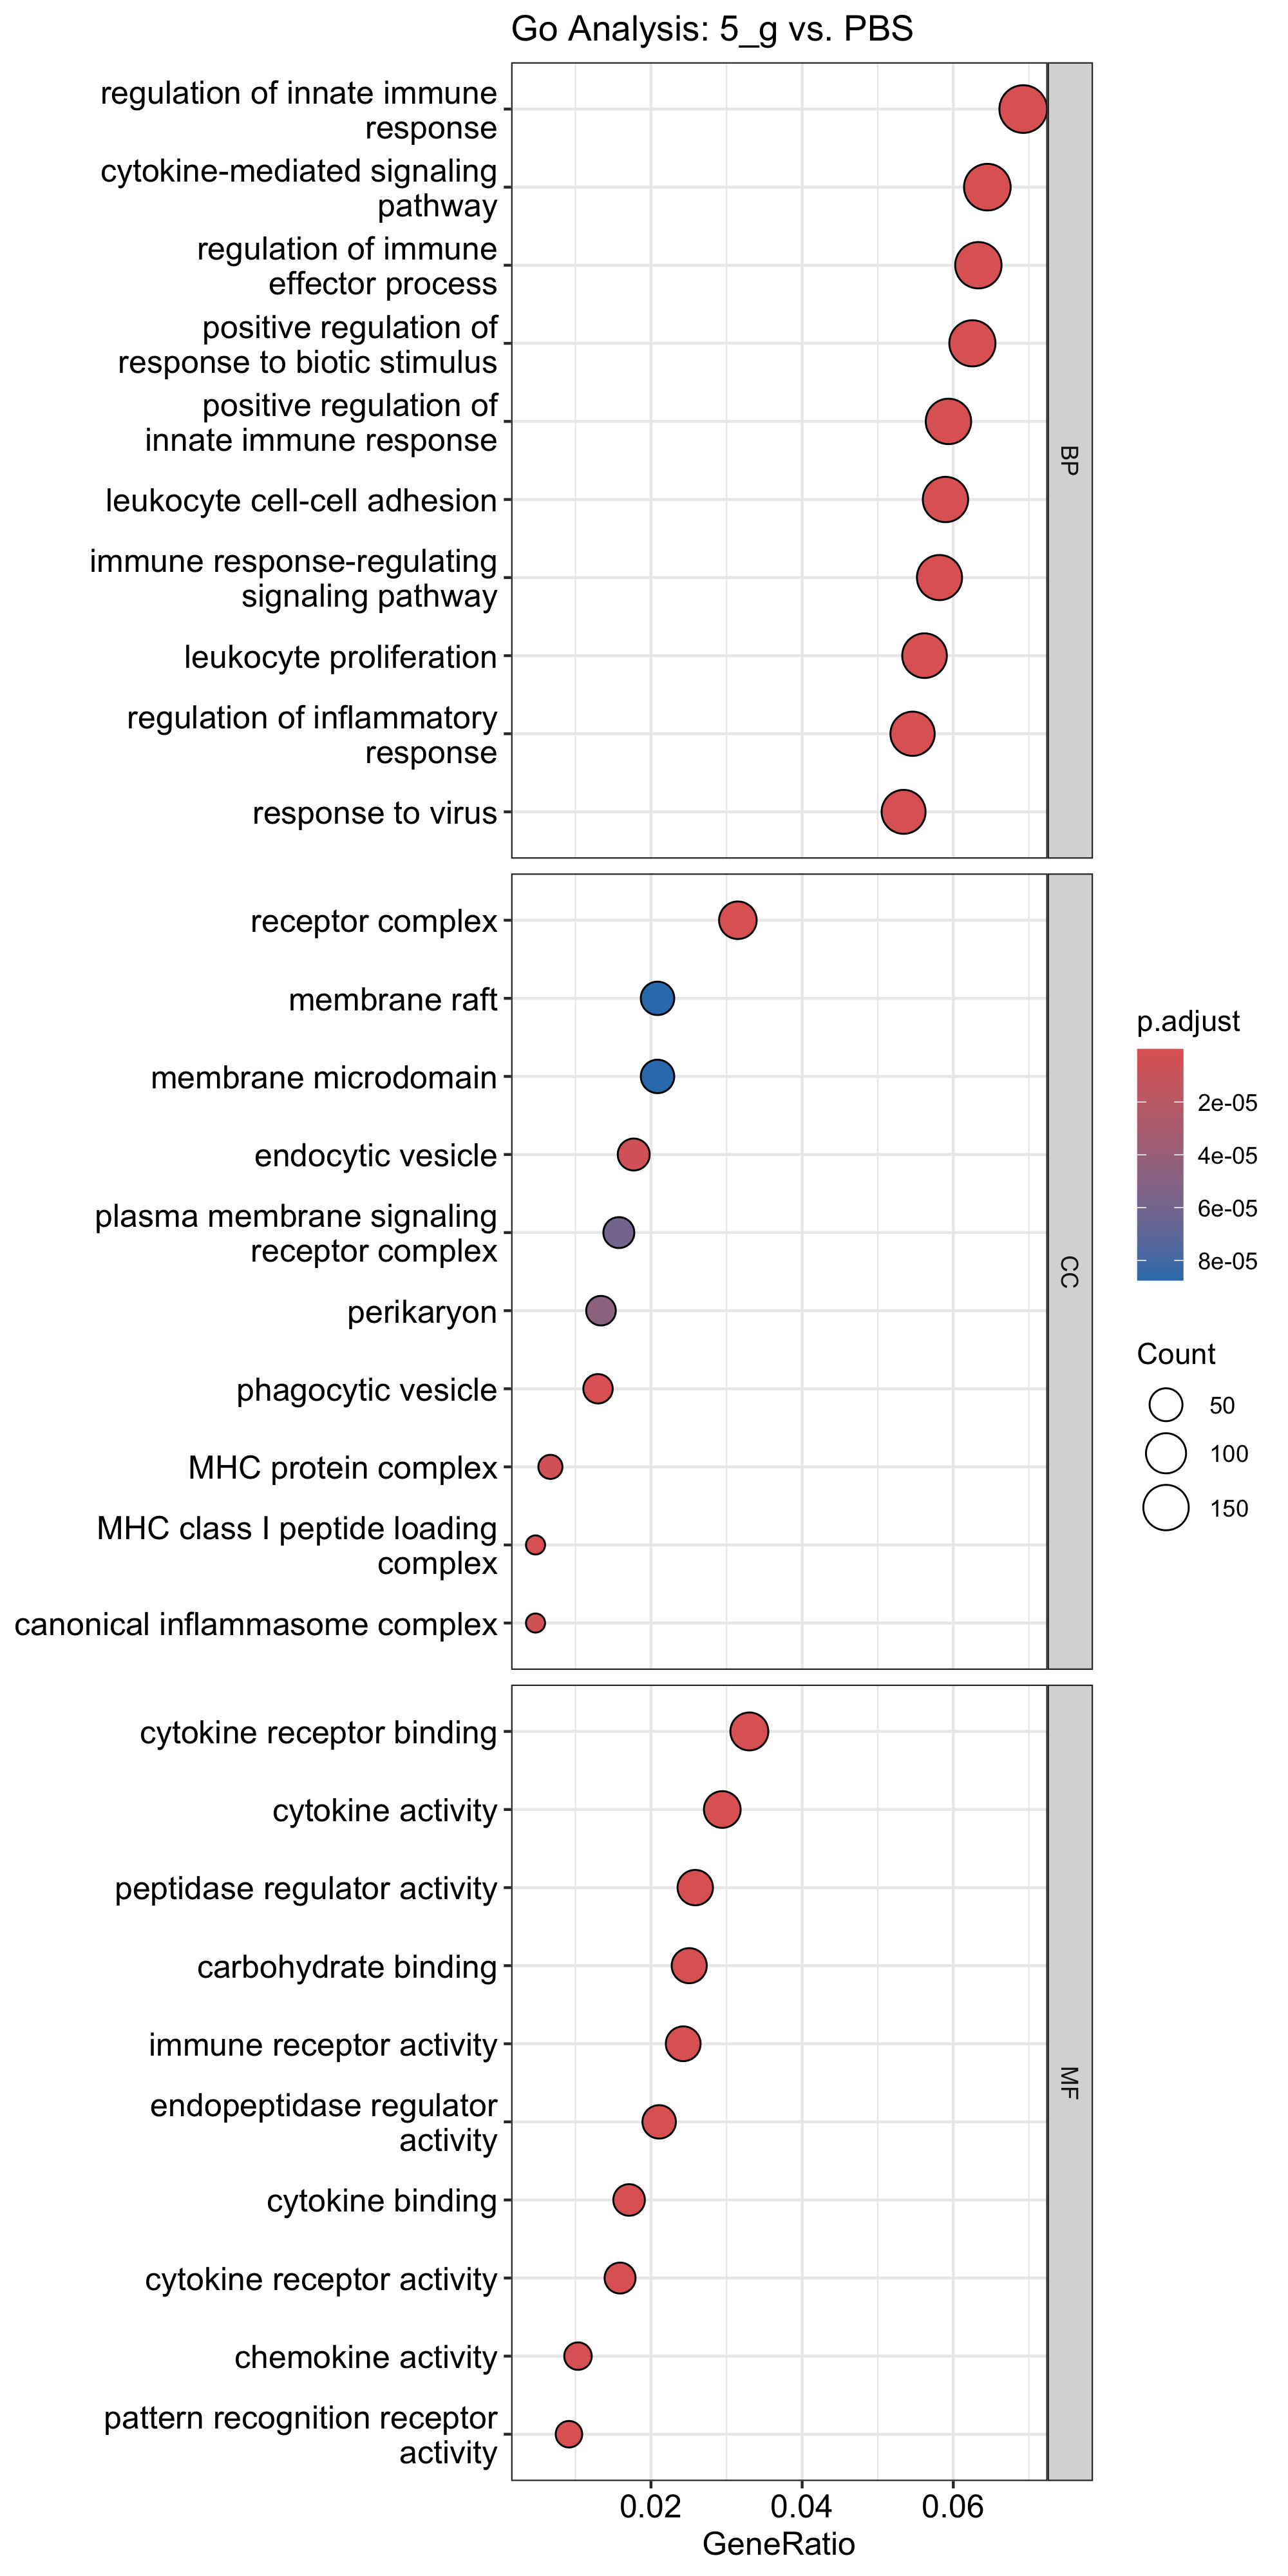 Go Analysis: 5_g vs. PBS
regulation of innate immune
response
cytokine-mediated signaling
pathway
regulation of immune
effector process
positive regulation of
response to biotic stimulus
positive regulation of
innate immune response
leukocyte cell-cell adhesion
immune response-regulating
signaling pathway
leukocyte proliferation
regulation of inflammatory
response
response to virus
BP
receptor complex
membrane raft
membrane microdomain
endocytic vesicle
plasma membrane signaling
receptor complex
perikaryon
phagocytic vesicle
MHC protein complex
MHC class I peptide loading
complex
canonical inflammasome complex
CC
cytokine receptor binding
cytokine activity
peptidase regulator activity
carbohydrate binding
immune receptor activity
endopeptidase regulator
activity
cytokine binding
cytokine receptor activity
chemokine activity
pattern recognition receptor
activity
MF
0.02 0.04 0.06
GeneRatio
p.adjust
2e-05
4e-05
6e-05
8e-05
Count
50
100
150